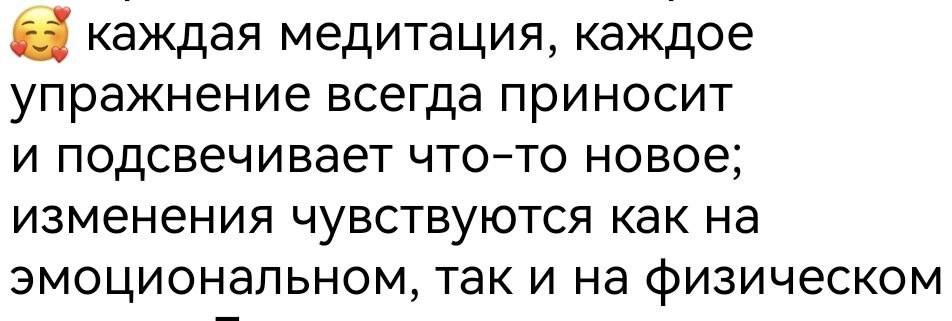 🥰 каждая медитация, каждое
упражнение всегда приносит
и подсвечивает что-то новое;
изменения чувствуются как на
эмоциональном, так и на физическом